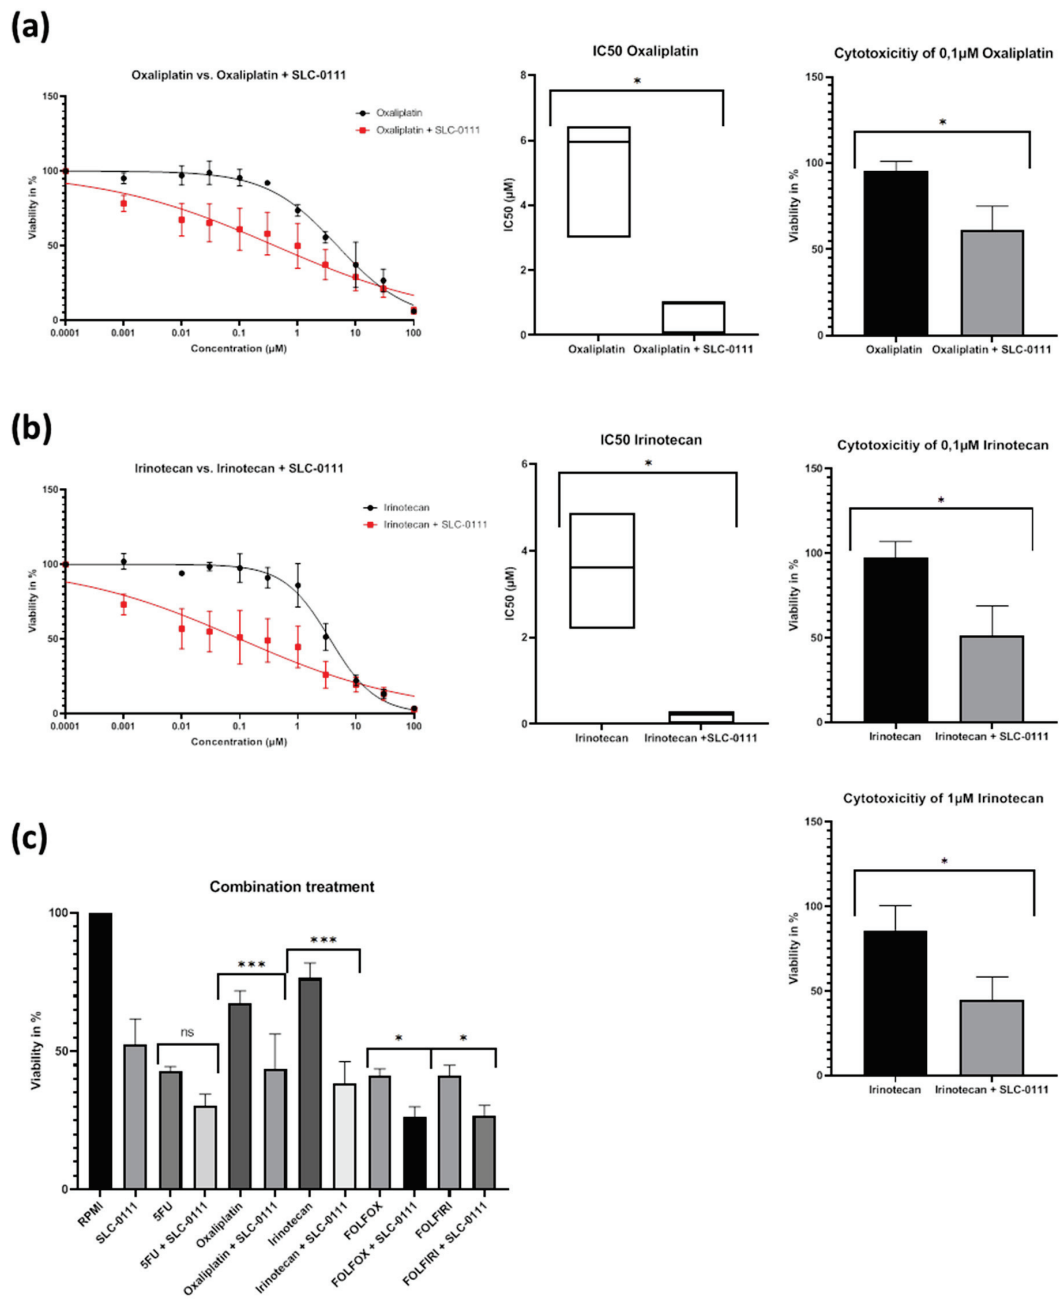 (a)
Oxaliplatin vs. Oxaliplatin + SLC-0111
150
100
50
0
Viability in %
0.0001 0.001 0.01 0.1 1 10 100
Concentration (µM)
Oxaliplatin
Oxaliplatin + SLC-0111
IC50 Oxaliplatin
*
8
6
4
2
0
IC50 (µM)
Oxaliplatin Oxaliplatin + SLC-0111
Cytotoxicitiy of 0,1µM Oxaliplatin
*
150
100
50
0
Viability in %
Oxaliplatin Oxaliplatin + SLC-0111
(b)
Irinotecan vs. Irinotecan + SLC-0111
150
100
50
0
Viability in %
0.0001 0.001 0.01 0.1 1 10 100
Concentration (µM)
Irinotecan
Irinotecan + SLC-0111
IC50 Irinotecan
*
6
4
2
0
IC50 (µM)
Irinotecan Irinotecan +SLC-0111
Cytotoxicitiy of 0,1µM Irinotecan
*
150
100
50
0
Viability in %
Irinotecan Irinotecan + SLC-0111
Cytotoxicitiy of 1µM Irinotecan
*
150
100
50
0
Viability in %
Irinotecan Irinotecan + SLC-0111
(c)
Combination treatment
100
50
0
Viability in %
ns
***
***
*
*
RPMI
SLC-0111
5FU
5FU + SLC-0111
Oxaliplatin
Oxaliplatin + SLC-0111
Irinotecan
Irinotecan + SLC-0111
FOLFOX
FOLFOX + SLC-0111
FOLFIRI
FOLFIRI + SLC-0111